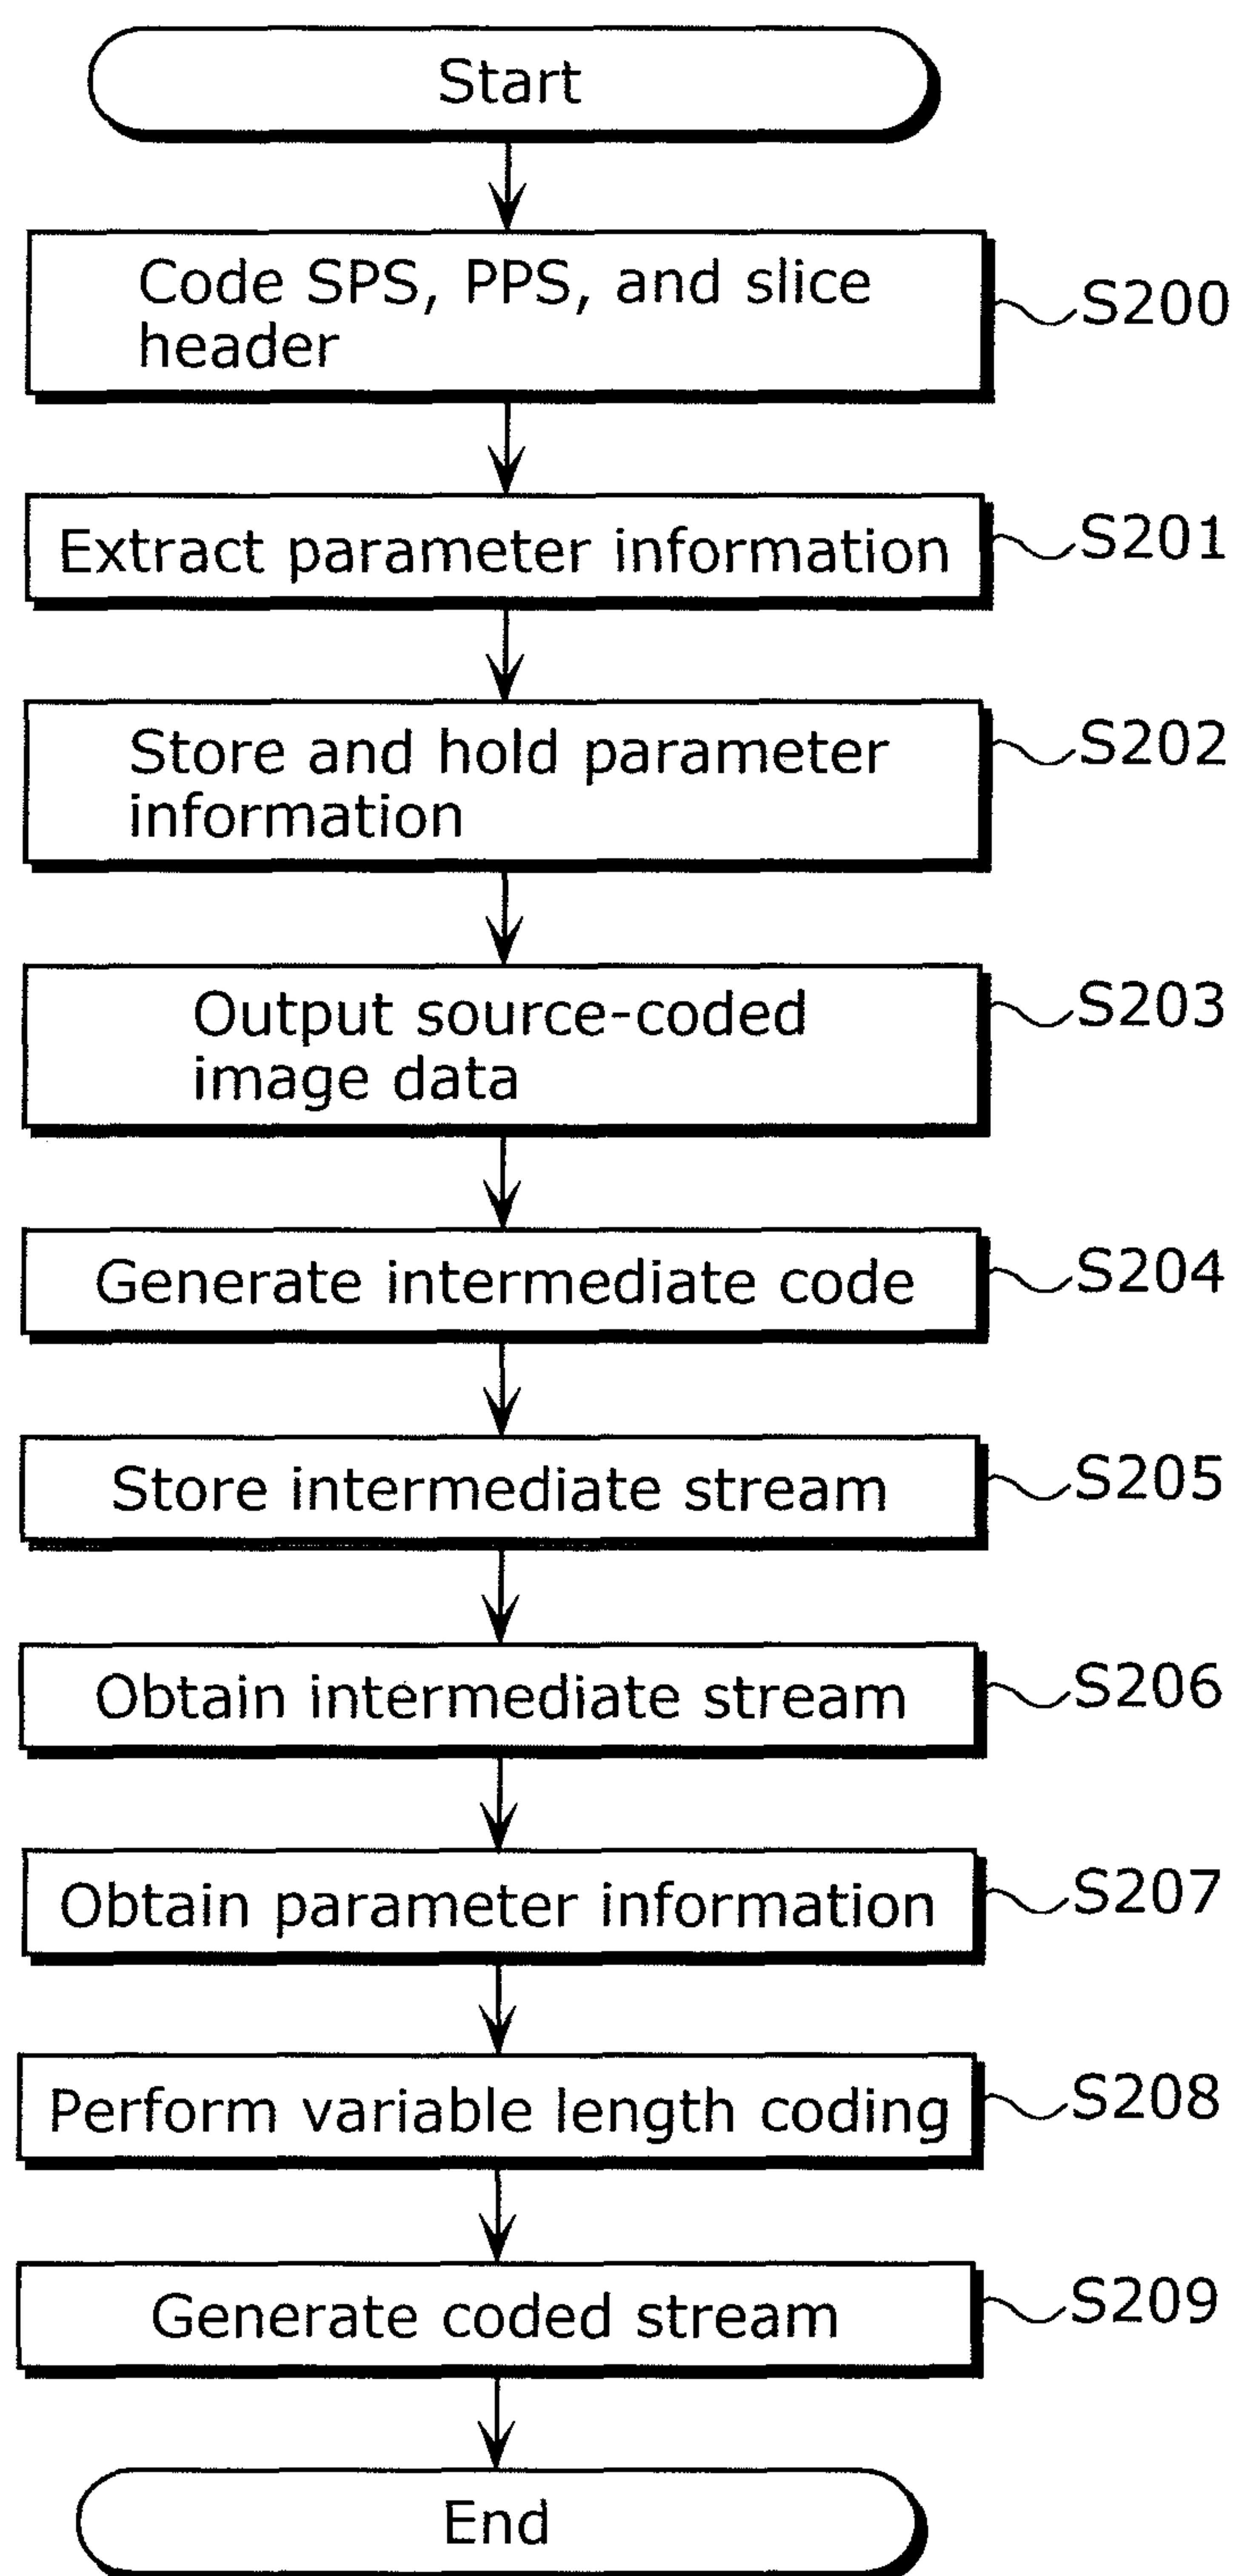 Start
Code SPS, PPS, and slice
header
S200
Extract parameter information
S201
Store and hold parameter
information
S202
Output source-coded
image data
S203
Generate intermediate code
S204
Store intermediate stream
S205
Obtain intermediate stream
S206
Obtain parameter information
S207
Perform variable length coding
S208
Generate coded stream
S209
End